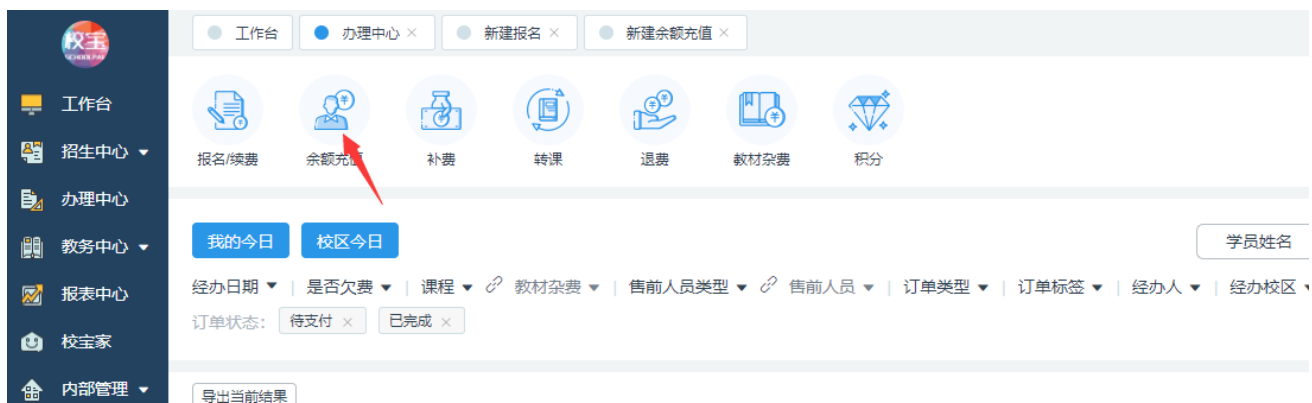 校宝
工作台 办理中心 × 新建报名 × 新建余额充值 ×
工作台
招生中心
办理中心
教务中心
报表中心
校宝家
内部管理
报名/续费 余额充值 补费 转课 退费 教材杂费 积分
我的今日 校区今日 学员姓名
经办日期 是否欠费 课程 教材杂费 售前人员类型 售前人员 订单类型 订单标签 经办人 经办校区
订单状态: 待支付 × 已完成 ×
导出当前结果